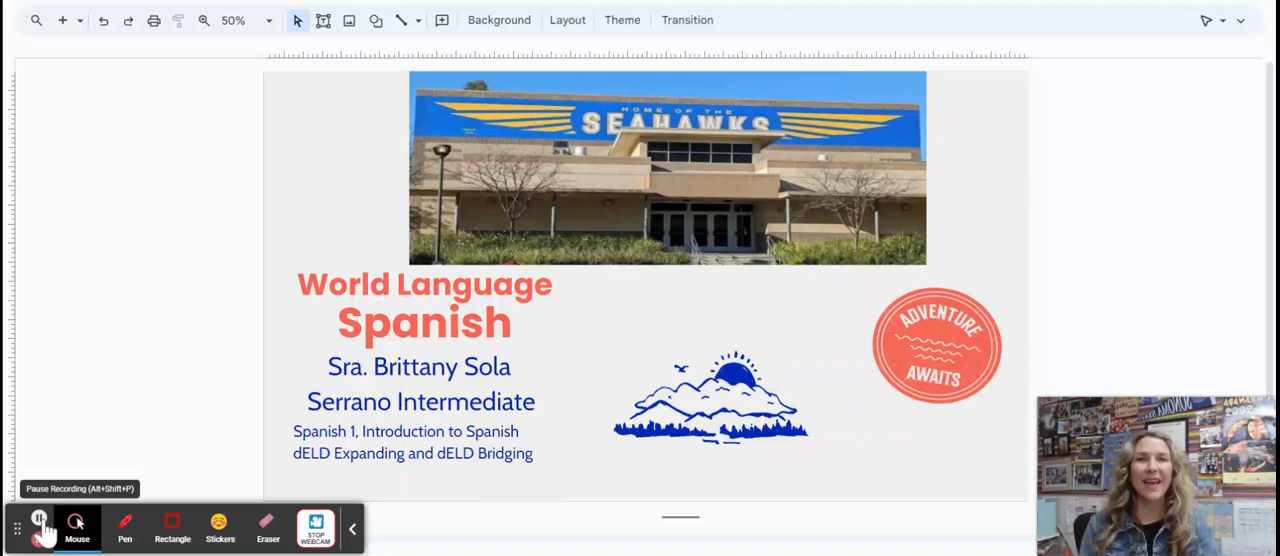 50%
Background
Layout
Theme
Transition
HOME OF THE
SEAHAWKS
World Language
Spanish
Sra. Brittany Sola
Serrano Intermediate
Spanish 1, Introduction to Spanish
dELD Expanding and dELD Bridging
ADVENTURE
AWAITS
Pause Recording (Alt+Shift+P)
Mouse
Pen
Rectangle
Stickers
Eraser
STOP
WEBCAM